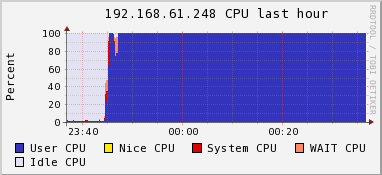 192.168.61.248 CPU last hour
100
80
60
40
20
0
Percent
23:40 00:00 00:20
User CPU Nice CPU System CPU WAIT CPU
Idle CPU
RRDTOOL / TOBI OETIKER